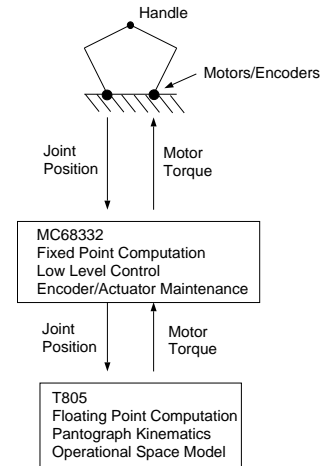 Handle
Motors/Encoders
Joint
Position
Motor
Torque
MC68332
Fixed Point Computation
Low Level Control
Encoder/Actuator Maintenance
Joint
Position
Motor
Torque
T805
Floating Point Computation
Pantograph Kinematics
Operational Space Model